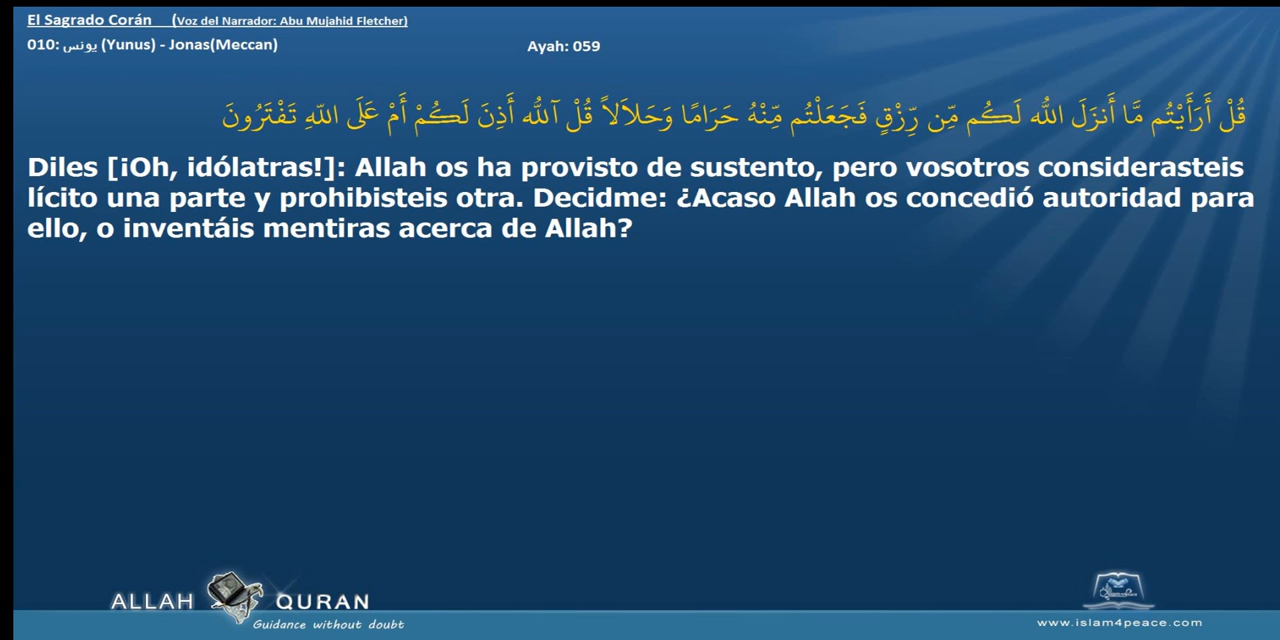 El Sagrado Corán (Voz del Narrador: Abu Mujahid Fletcher)
010: يونس (Yunus) - Jonas(Meccan)
Ayah: 059
قُلْ أَرَأَيْتُم مَّا أَنزَلَ اللّهُ لَكُم مِّن رِّزْقٍ فَجَعَلْتُم مِّنْهُ حَرَامًا وَحَلاَلاً قُلْ آللّهُ أَذِنَ لَكُمْ أَمْ عَلَى اللّهِ تَفْتَرُونَ
Diles [¡Oh, idólatras!]: Allah os ha provisto de sustento, pero vosotros considerasteis
lícito una parte y prohibisteis otra. Decidme: ¿Acaso Allah os concedió autoridad para
ello, o inventáis mentiras acerca de Allah?
ALLAH QURAN
Guidance without doubt
www.islam4peace.com